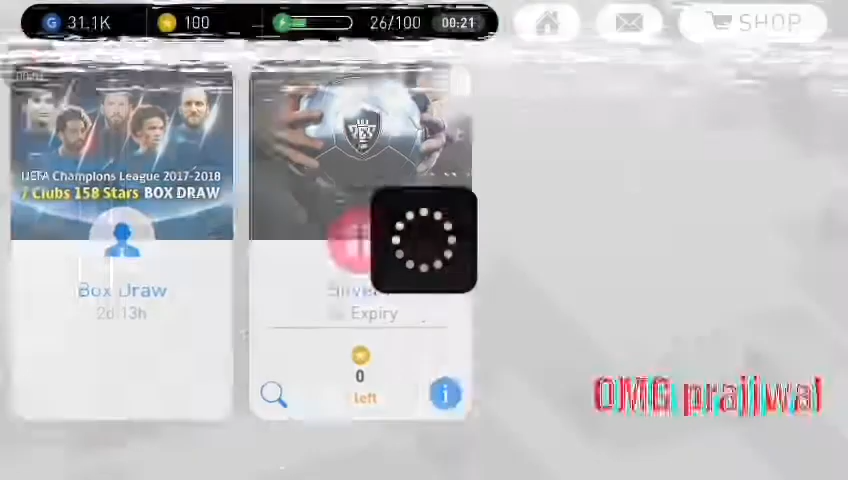 31.1K
100
26/100
00:21
SHOP
UEFA Champions League 2017-2018
7 Clubs 158 Stars BOX DRAW
PES
Box Draw
2d 13h
Expiry
0
left
i
OMG prajjwal